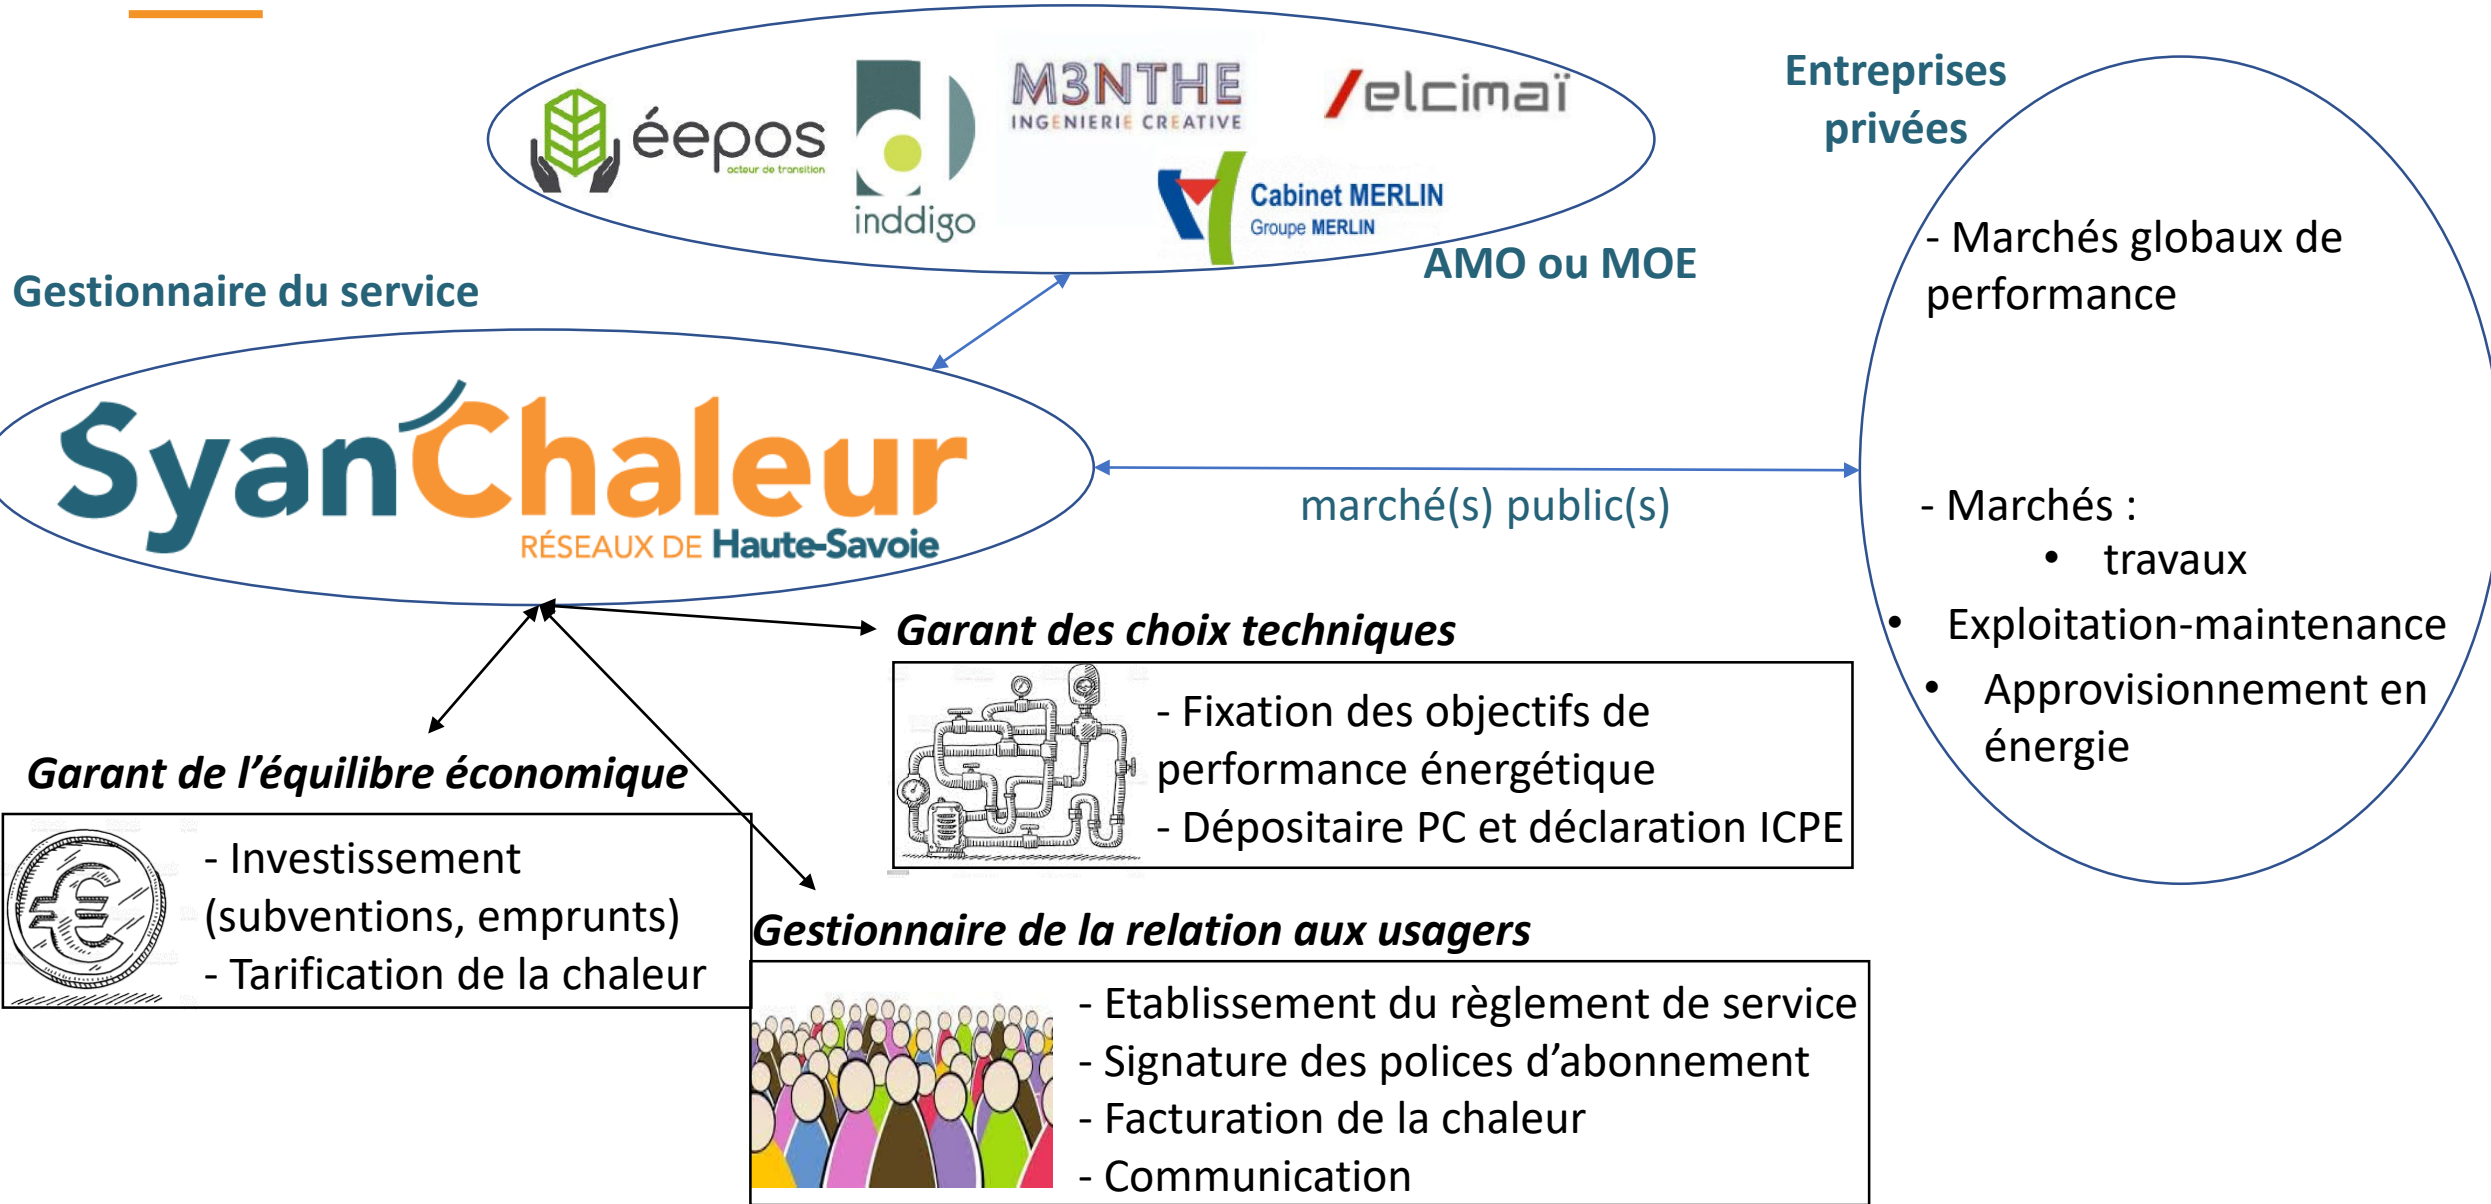 éepos
acteur de transition
inddigo
M3NTHE
INGENIERIE CREATIVE
elcimaï
Cabinet MERLIN
Groupe MERLIN
AMO ou MOE
Entreprises
privées
- Marchés globaux de
performance
- Marchés :
• travaux
• Exploitation-maintenance
• Approvisionnement en
énergie
Gestionnaire du service
SyanChaleur
RÉSEAUX DE Haute-Savoie
marché(s) public(s)
Garant des choix techniques
- Fixation des objectifs de
performance énergétique
- Dépositaire PC et déclaration ICPE
Garant de l’équilibre économique
€
- Investissement
(subventions, emprunts)
- Tarification de la chaleur
Gestionnaire de la relation aux usagers
- Etablissement du règlement de service
- Signature des polices d’abonnement
- Facturation de la chaleur
- Communication